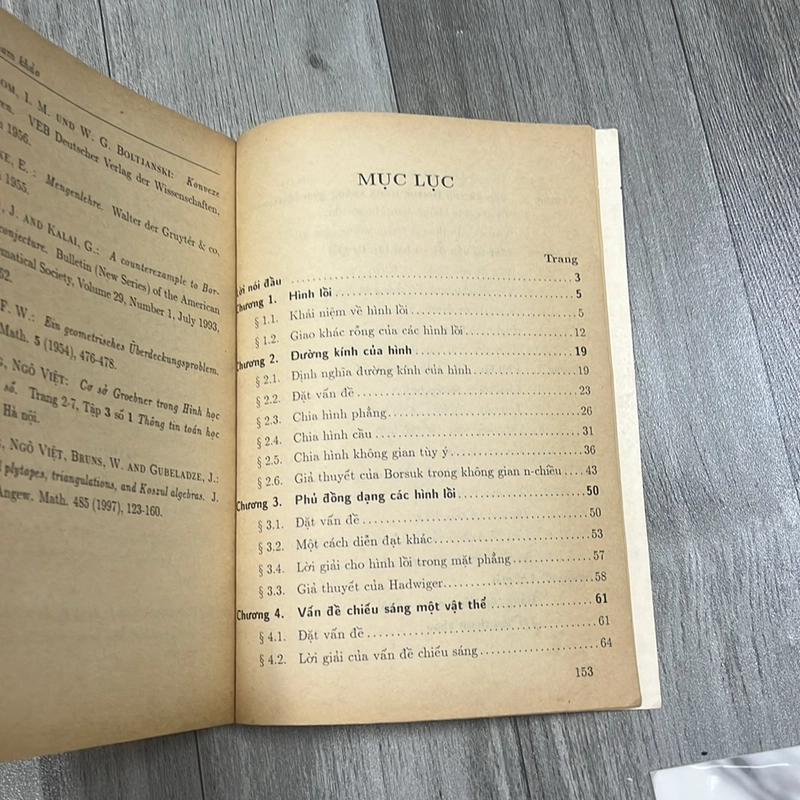 khảo
I. M. UND W. G. BOLTJANSKI: Konveze
VEB Deutscher Verlag der Wissenschaften,
1956.
E. : Mengenlehre. Walter der Gruyter & co.
1955.
J. AND KALAI, G.: A counterexample to Bor-
conjecture. Bulletin (New Series) of the American
Society, Volume 29, Number 1, July 1993,
F. W.: Ein geometrisches Überdeckungsproblem.
Math. 5 (1954), 476-478.
NGÔ VIỆT: Cơ sở Groebner trong Hình học
số. Trang 2-7, Tập 3 số 1 Thông tin toán học
Hà nội.
NGÔ VIỆT, BRUNS, W. AND GUBELADZE, J.:
plytopes, triangulations, and Koszul algebras. J.
Angew. Math. 485 (1997), 123-160.
MỤC LỤC
Trang
nói đầu 3
Chương 1. Hình lồi 5
§ 1.1. Khái niệm về hình lồi 5
§ 1.2. Giao khác rỗng của các hình lồi 12
Chương 2. Đường kính của hình 19
§ 2.1. Định nghĩa đường kính của hình 19
§ 2.2. Đặt vấn đề 23
§ 2.3. Chia hình phẳng 26
§ 2.4. Chia hình cầu 31
§ 2.5. Chia hình không gian tùy ý 36
§ 2.6. Giả thuyết của Borsuk trong không gian n-chiều 43
Chương 3. Phủ đồng dạng các hình lồi 50
§ 3.1. Đặt vấn đề 50
§ 3.2. Một cách diễn đạt khác 53
§ 3.4. Lời giải cho hình lồi trong mặt phẳng 57
§ 3.3. Giả thuyết của Hadwiger 58
Chương 4. Vấn đề chiếu sáng một vật thể 61
§ 4.1. Đặt vấn đề 61
§ 4.2. Lời giải của vấn đề chiếu sáng 64
153